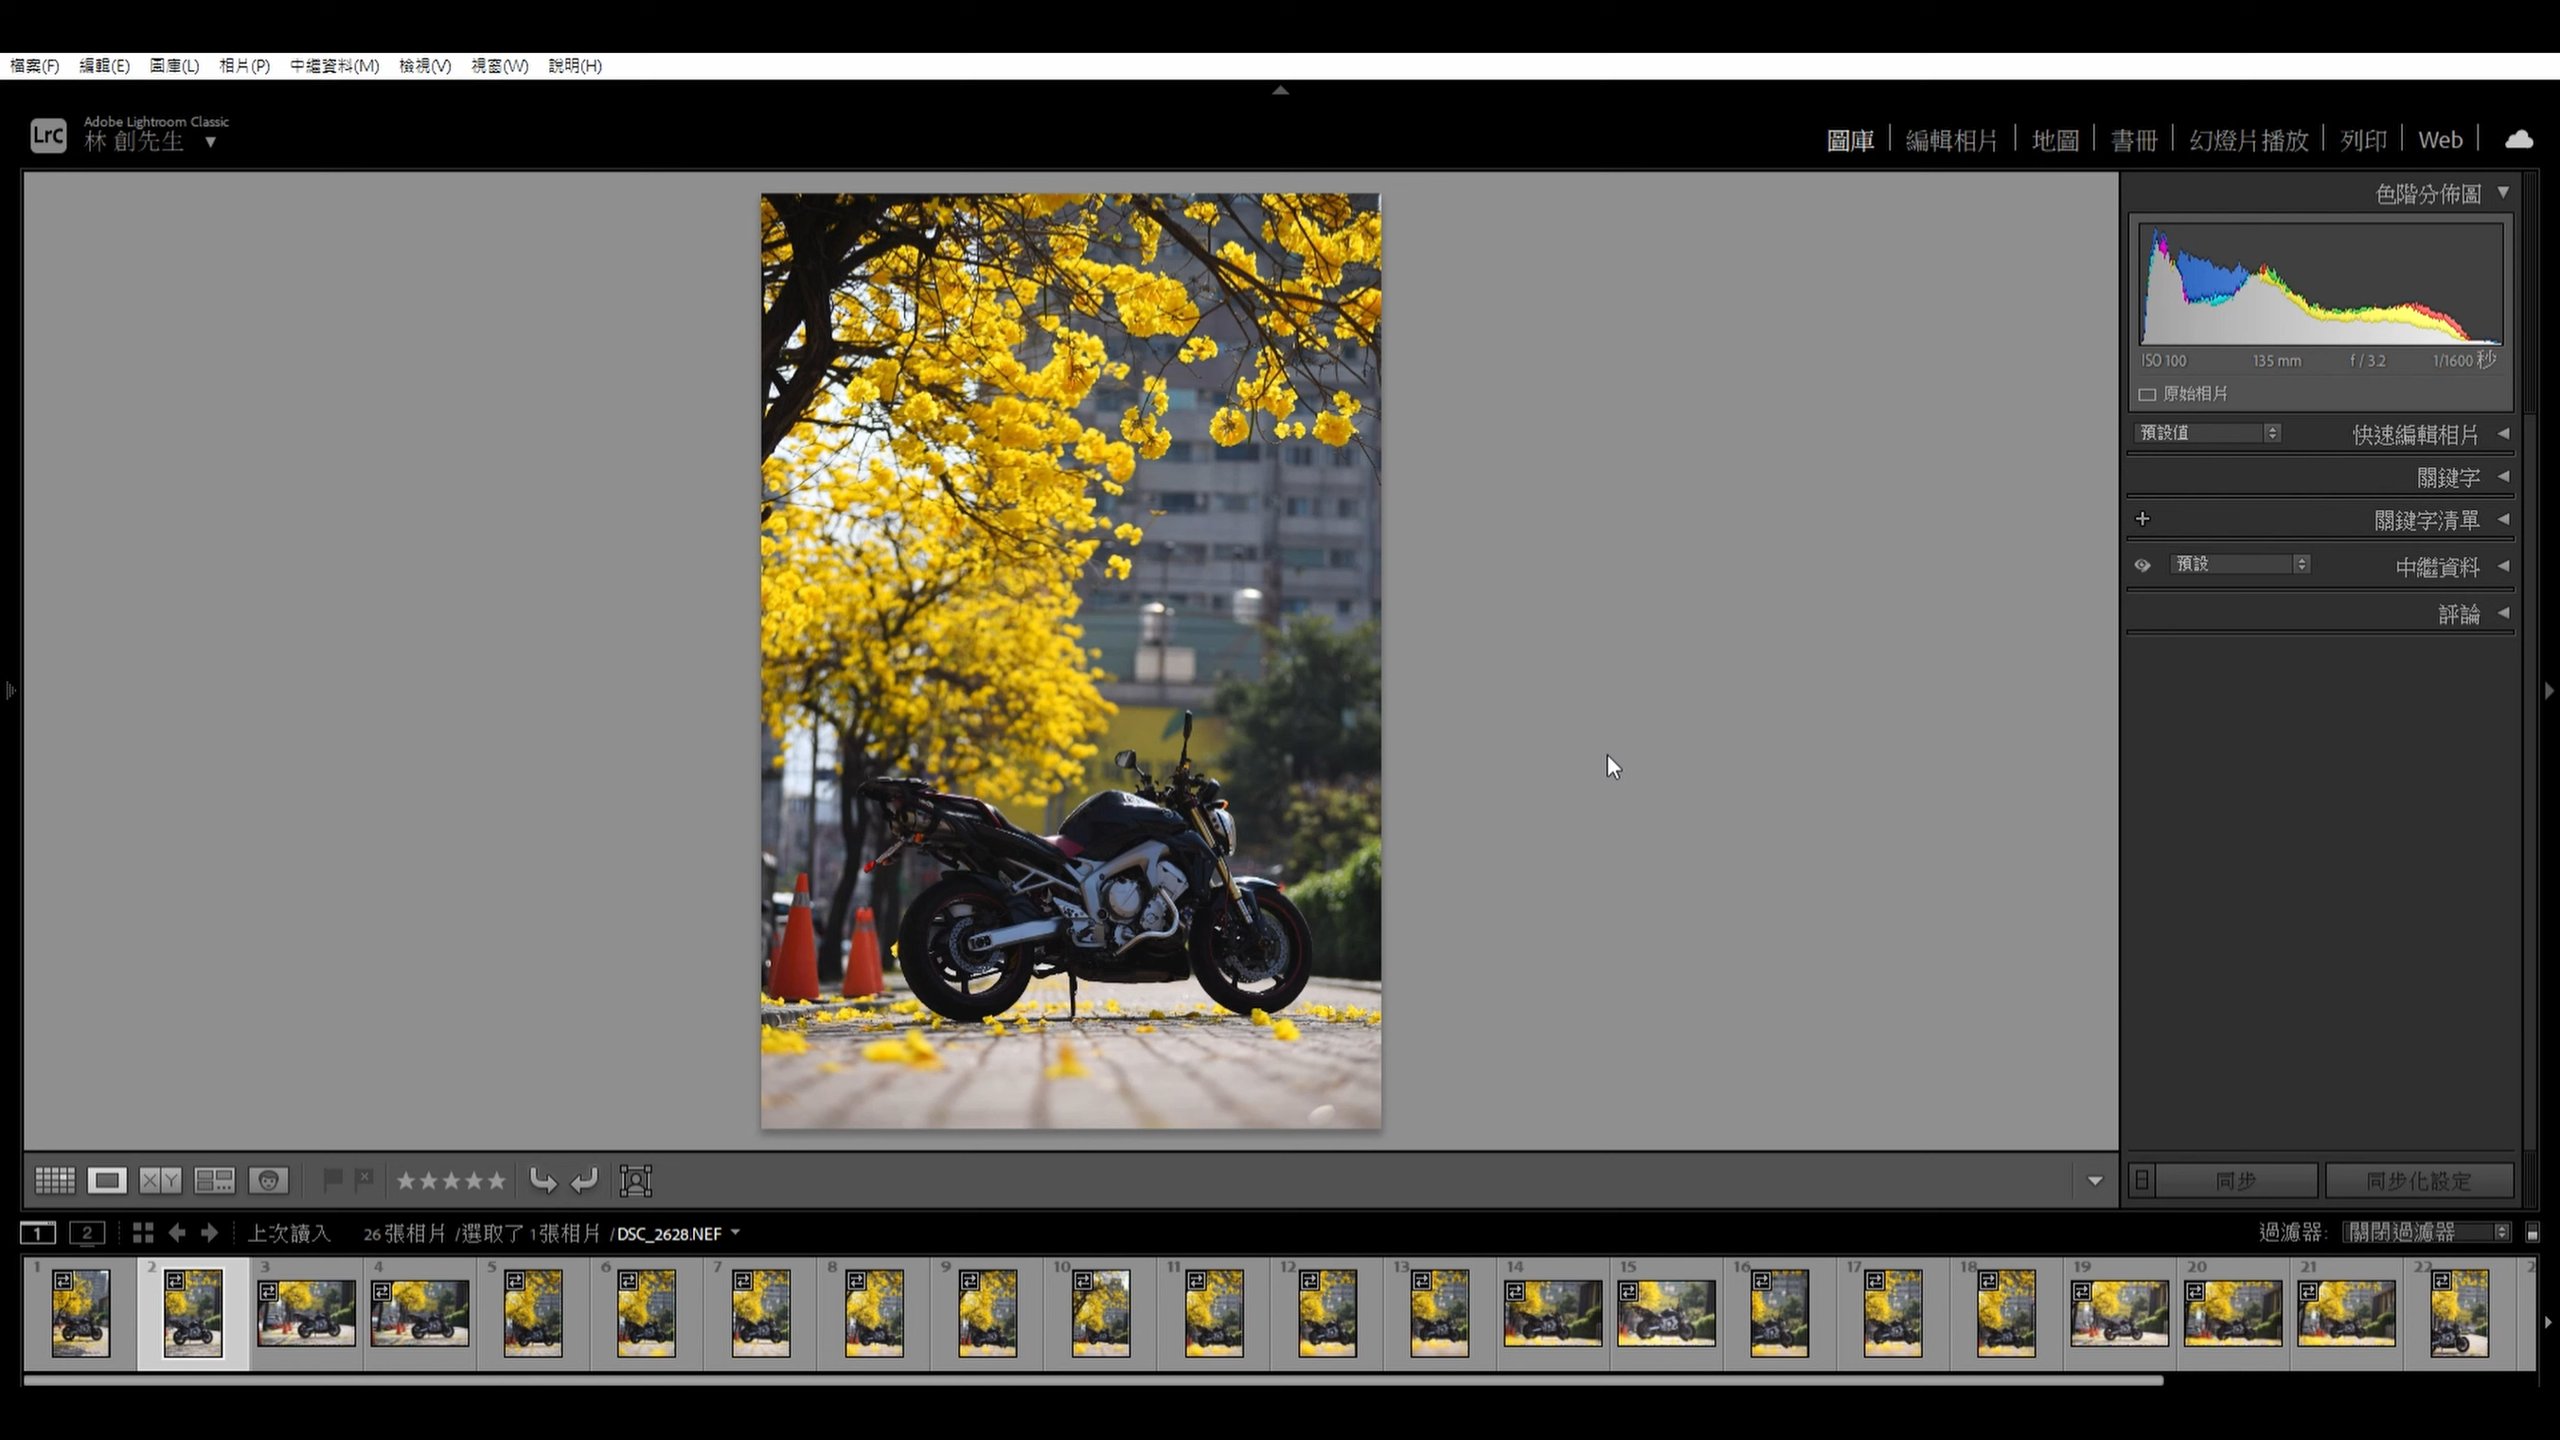 檔案(F) 編輯(E) 圖庫(L) 相片(P) 中繼資料(M) 檢視(V) 視窗(W) 說明(H)
LrC
Adobe Lightroom Classic
林 創先生
圖庫 | 編輯相片 | 地圖 | 書冊 | 幻燈片播放 | 列印 | Web |
色階分佈圖
ISO 100 135 mm f / 3.2 1/1600 秒
原始相片
預設值 快速編輯相片
關鍵字
+ 關鍵字清單
預設 中繼資料
評論
XY
同步 同步化設定
1 2 上次讀入 26 張相片 /選取了 1 張相片 /DSC_2628.NEF
過濾器: 關閉過濾器
1 2 3 4 5 6 7 8 9 10 11 12 13 14 15 16 17 18 19 20 21 22 2